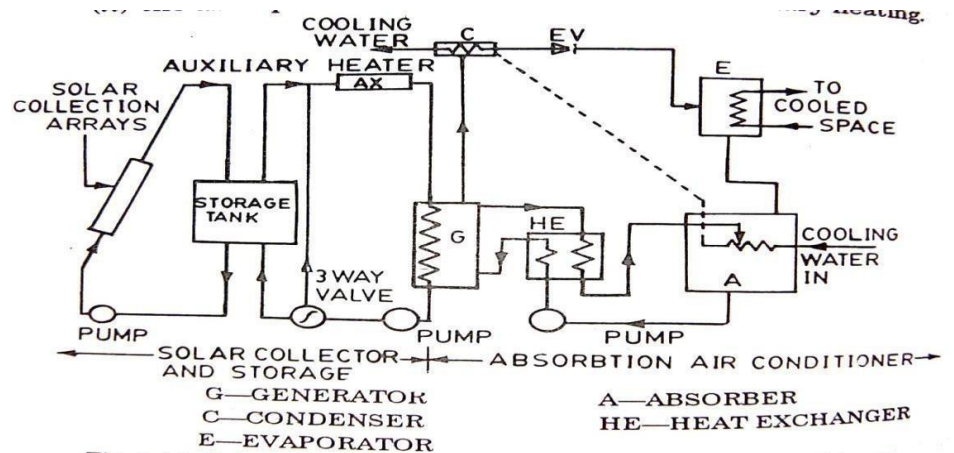 heating.
COOLING
WATER
C
EV
AUXILIARY HEATER
AX
E
TO
COOLED
SPACE
SOLAR
COLLECTION
ARRAYS
STORAGE
TANK
G
HE
COOLING
WATER
IN
A
3 WAY
VALVE
PUMP
PUMP
PUMP
SOLAR COLLECTOR
AND STORAGE
ABSORBTION AIR CONDITIONER
G—GENERATOR
C—CONDENSER
E—EVAPORATOR
A—ABSORBER
HE—HEAT EXCHANGER